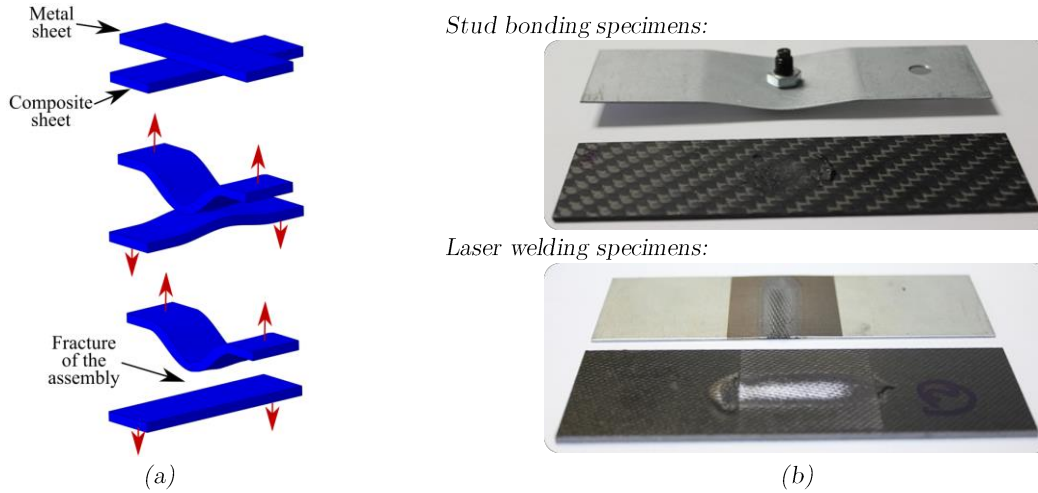 Metal
sheet
Composite
sheet
Fracture
of the
assembly
(a)
Stud bonding specimens:
Laser welding specimens:
(b)